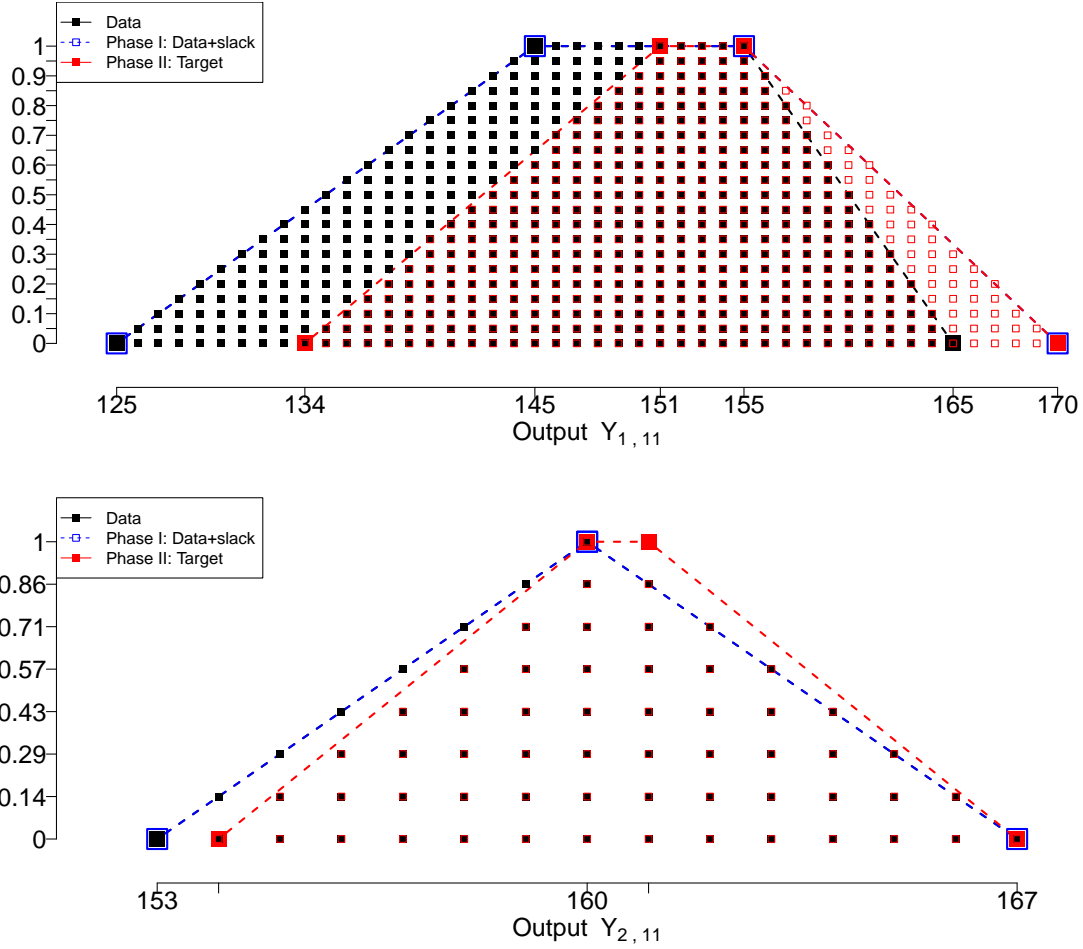 Data
Phase I: Data+slack
Phase II: Target
1
0.9
0.8
0.7
0.6
0.5
0.4
0.3
0.2
0.1
0
125 134 145 151 155 165 170
Output Y1 , 11
Data
Phase I: Data+slack
Phase II: Target
1
0.86
0.71
0.57
0.43
0.29
0.14
0
153 160 167
Output Y2 , 11